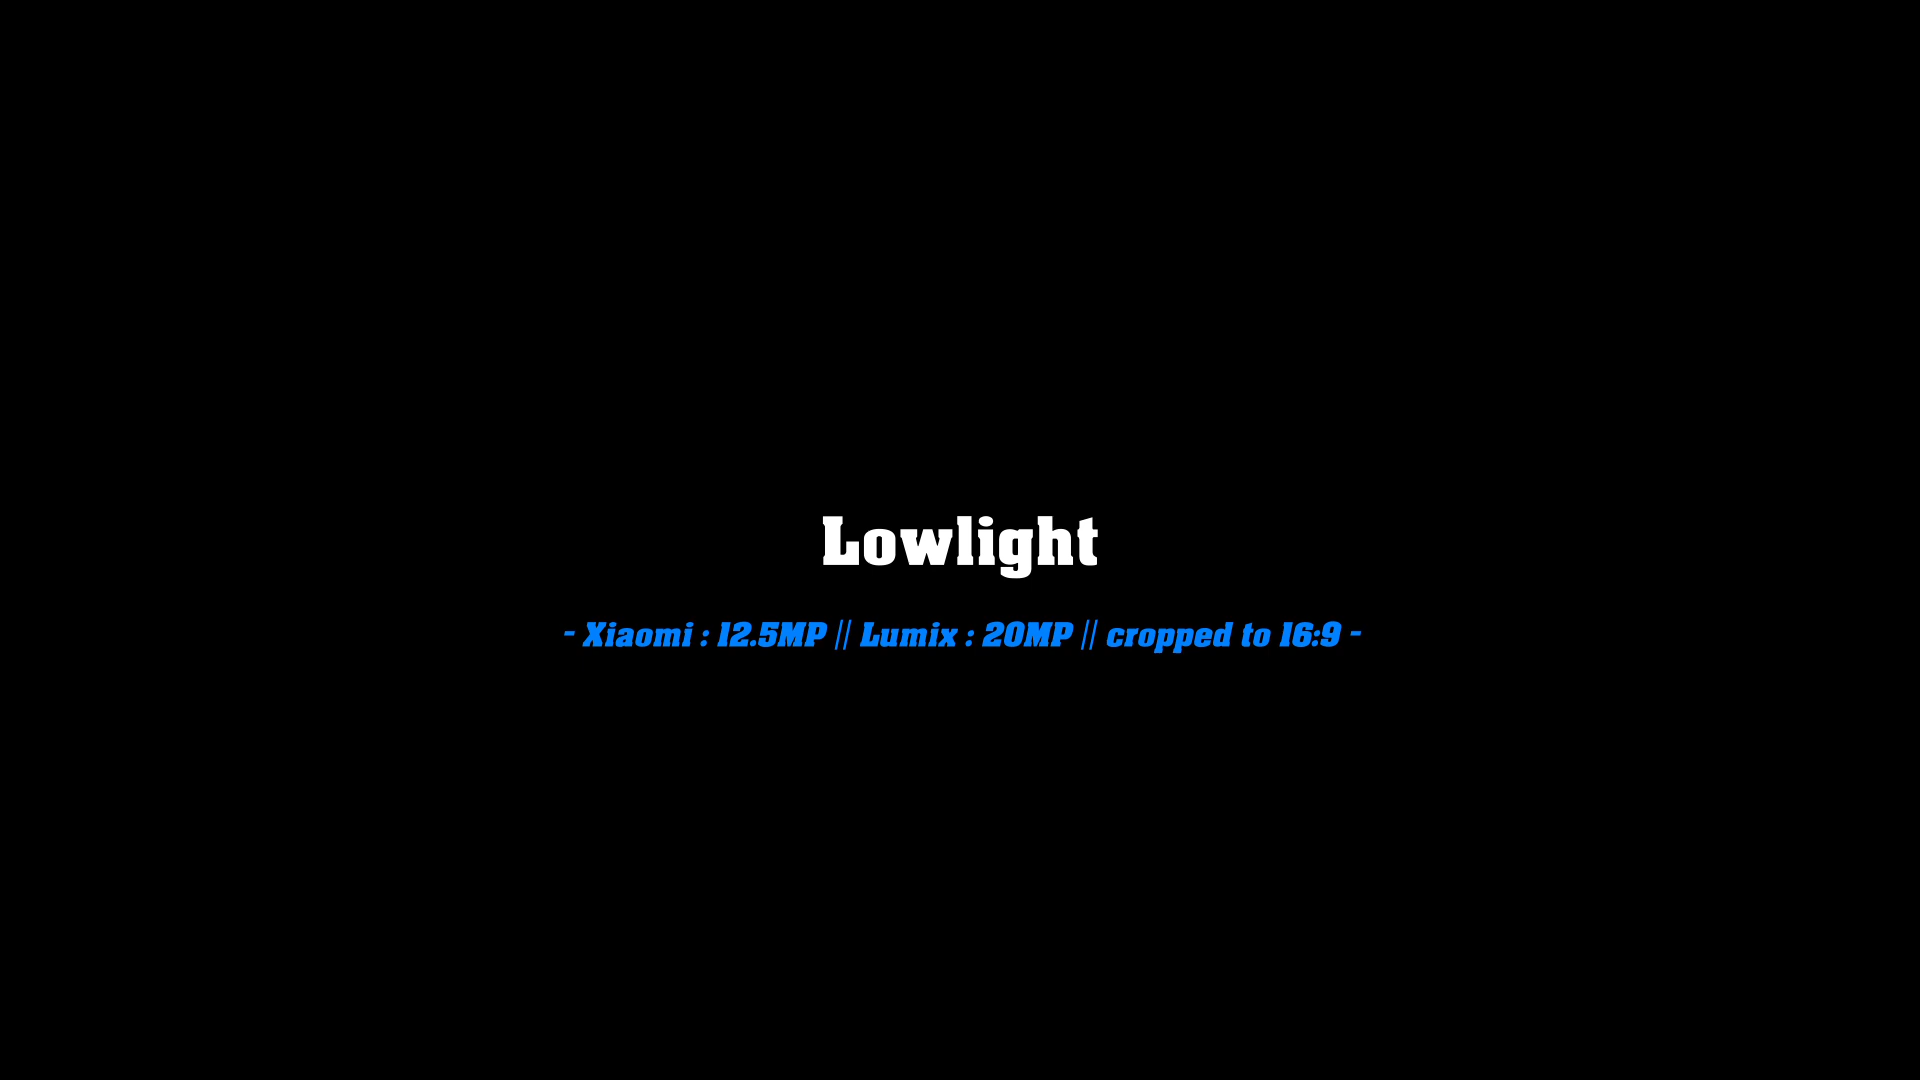 Lowlight
- Xiaomi : 12.5MP || Lumix : 20MP || cropped to 16:9 -